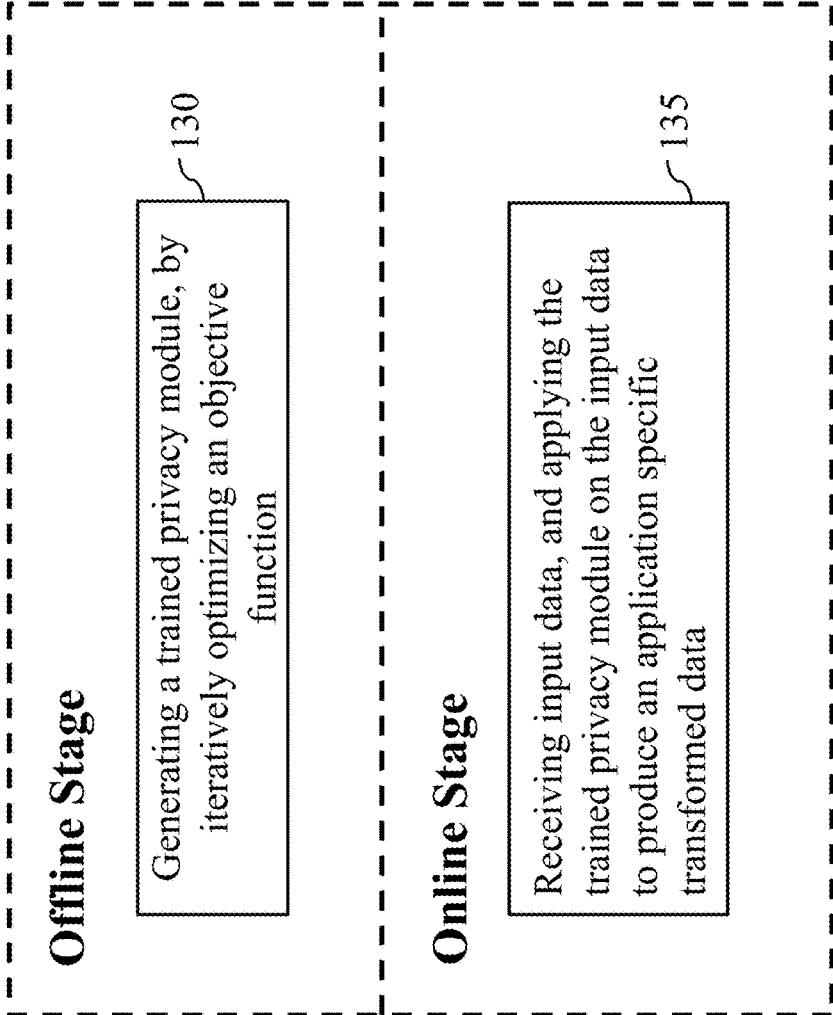 Offline Stage
Generating a trained privacy module, by
iteratively optimizing an objective
function
130
Online Stage
Receiving input data, and applying the
trained privacy module on the input data
to produce an application specific
transformed data
135